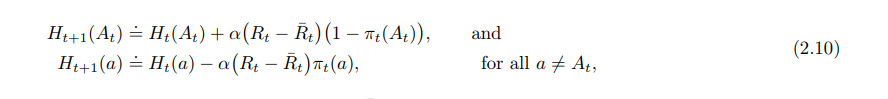 H_{t+1}(A_t) ≐ H_t(A_t) + α(R_t − R̄_t)(1 − π_t(A_t)), and
H_{t+1}(a) ≐ H_t(a) − α(R_t − R̄_t)π_t(a), for all a ≠ A_t,
(2.10)